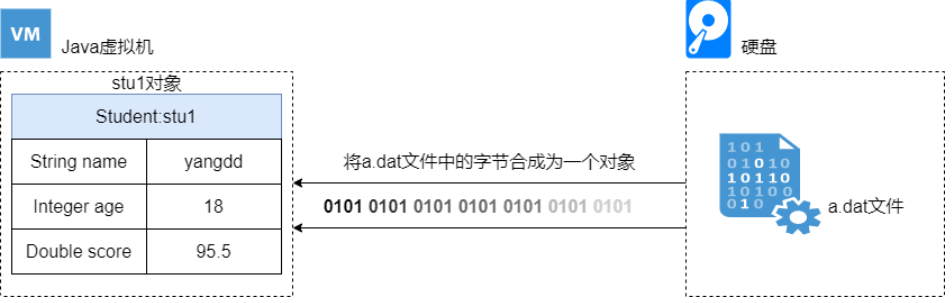 VM
Java虚拟机
硬盘
stu1对象
Student:stu1
String name
yangdd
Integer age
18
Double score
95.5
将a.dat文件中的字节合成为一个对象
0101 0101 0101 0101 0101 0101 0101
101
01010
10110
10100
010
a.dat文件